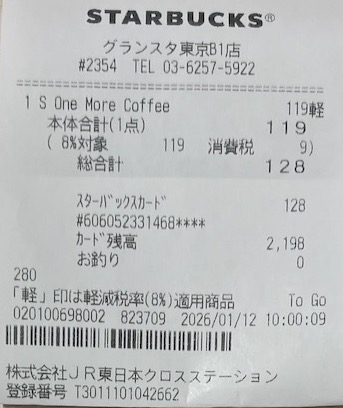 STARBUCKS®
グランスタ東京B1店
#2354 TEL 03-6257-5922
1 S One More Coffee 119軽
本体合計(1点) 119
( 8%対象 119 消費税 9)
総合計 128
スターバックスカード 128
#606052331468****
カード残高 2,198
お釣り 0
280
「軽」印は軽減税率(8%)適用商品 To Go
020100698002 823709 2026/01/12 10:00:09
株式会社JR東日本クロスステーション
登録番号 T3011101042662